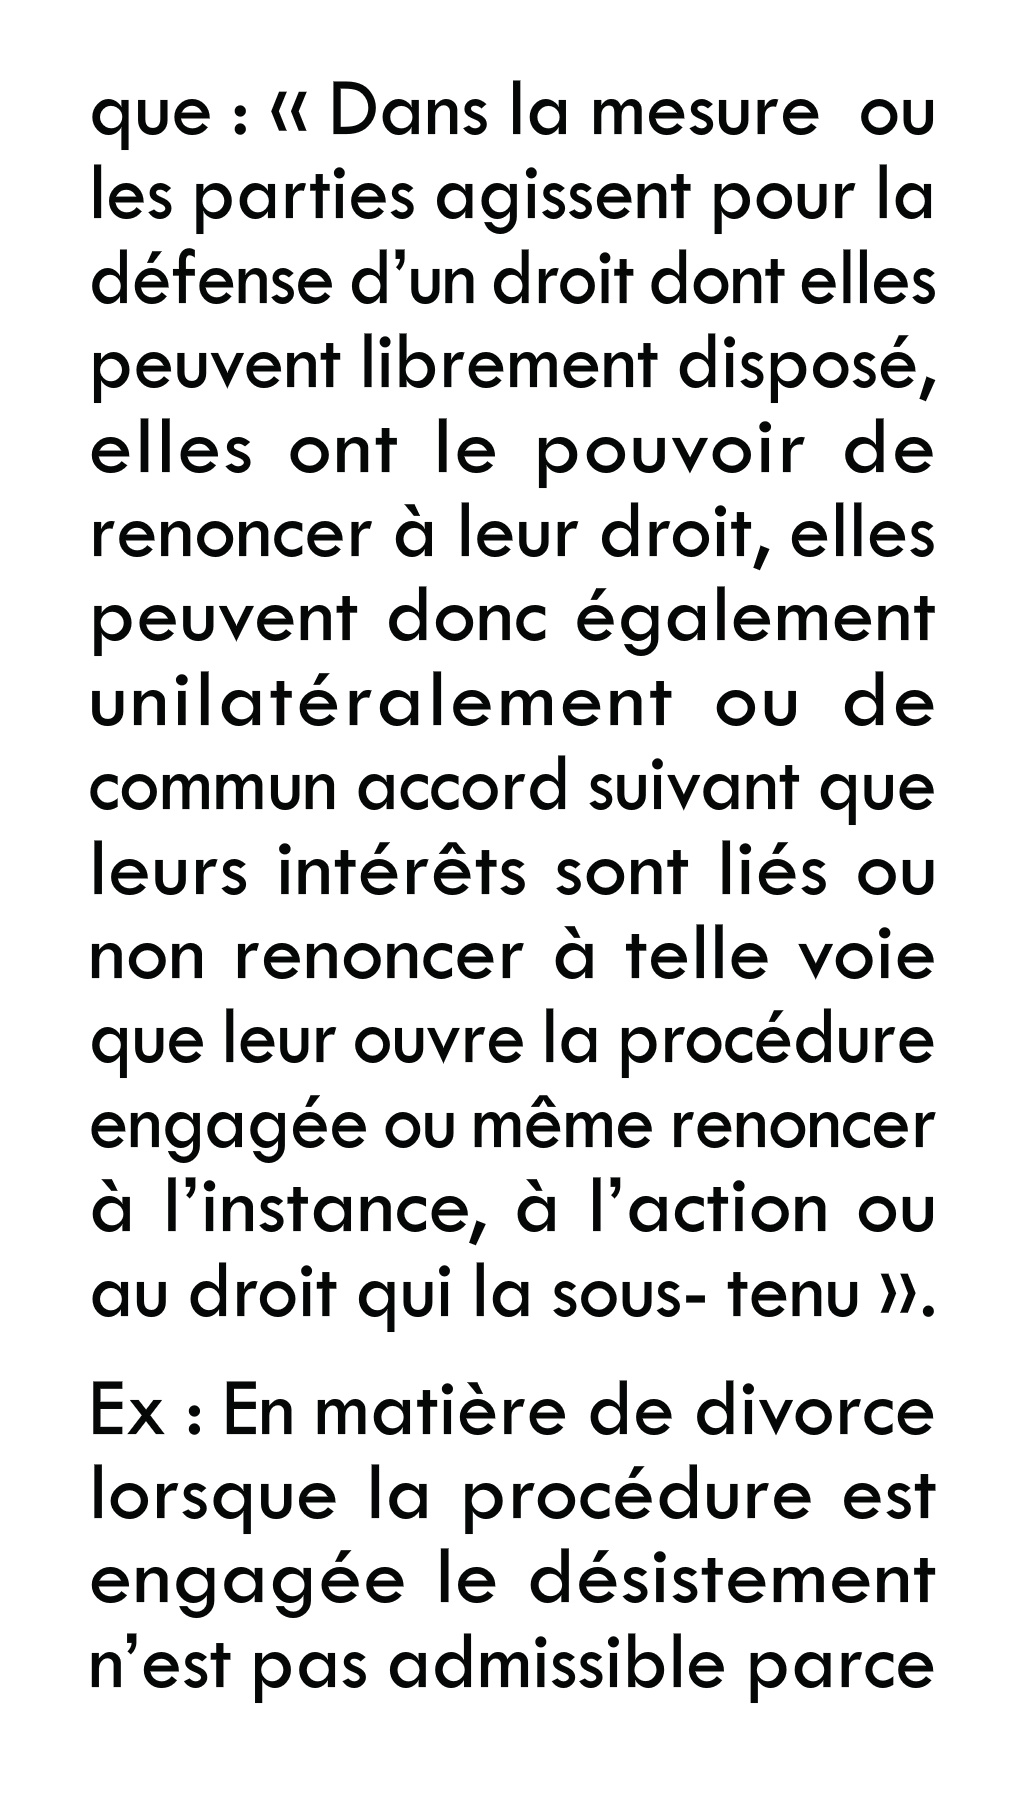 que : « Dans la mesure  ou
les parties agissent pour la
défense d’un droit dont elles
peuvent librement disposé,
elles ont le pouvoir de
renoncer à leur droit, elles
peuvent donc également
unilatéralement ou de
commun accord suivant que
leurs intérêts sont liés ou
non renoncer à telle voie
que leur ouvre la procédure
engagée ou même renoncer
à l’instance, à l’action ou
au droit qui la sous- tenu ».
Ex : En matière de divorce
lorsque la procédure est
engagée le désistement
n’est pas admissible parce